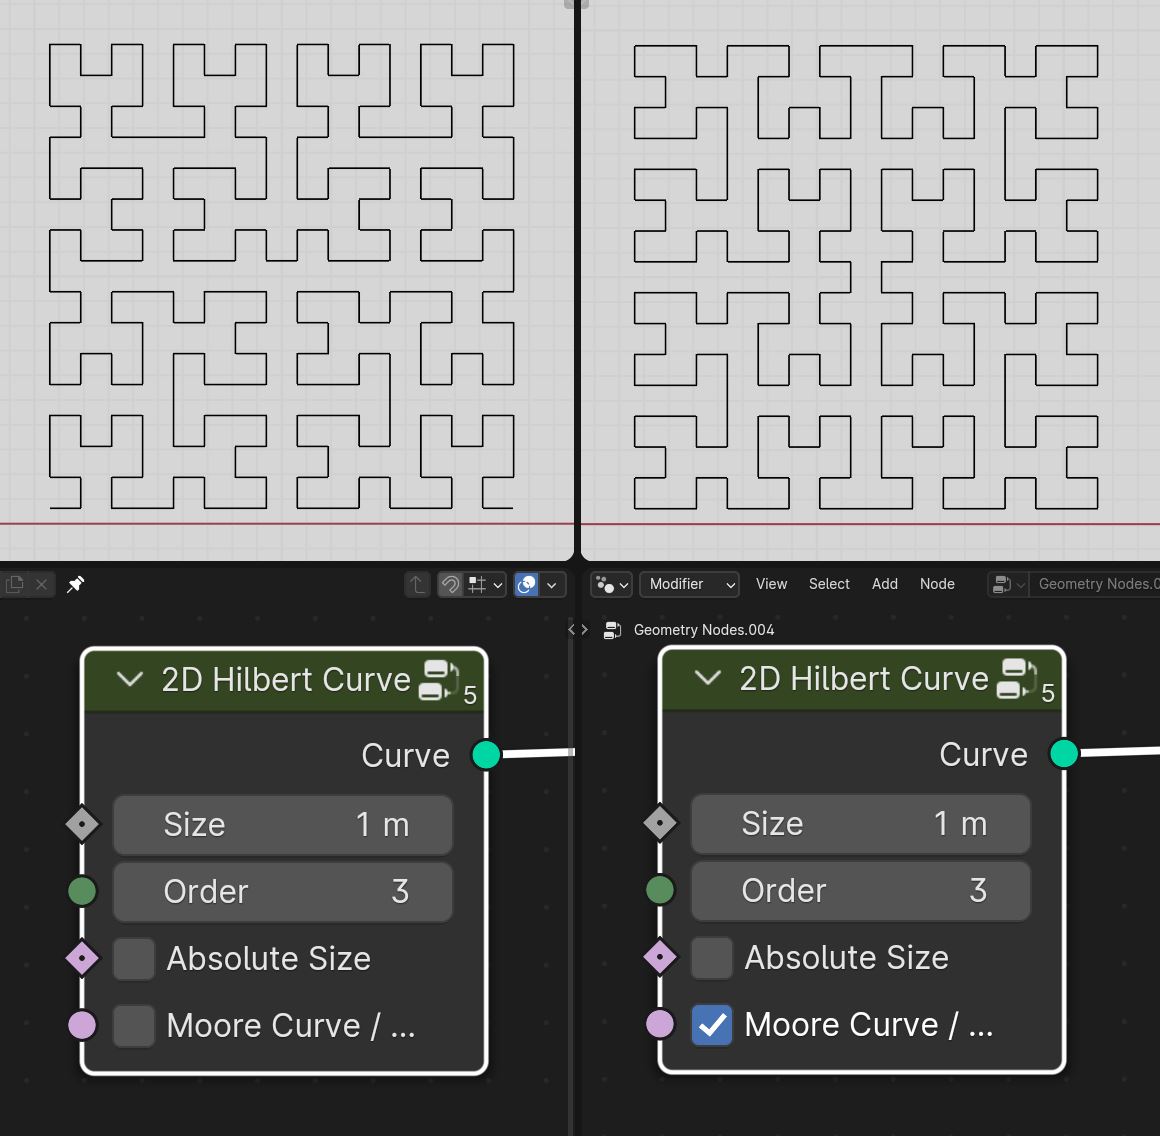 Modifier View Select Add Node Geometry Nodes.0
Geometry Nodes.004
2D Hilbert Curve 5
Curve
Size 1 m
Order 3
Absolute Size
Moore Curve / ...
2D Hilbert Curve 5
Curve
Size 1 m
Order 3
Absolute Size
Moore Curve / ...